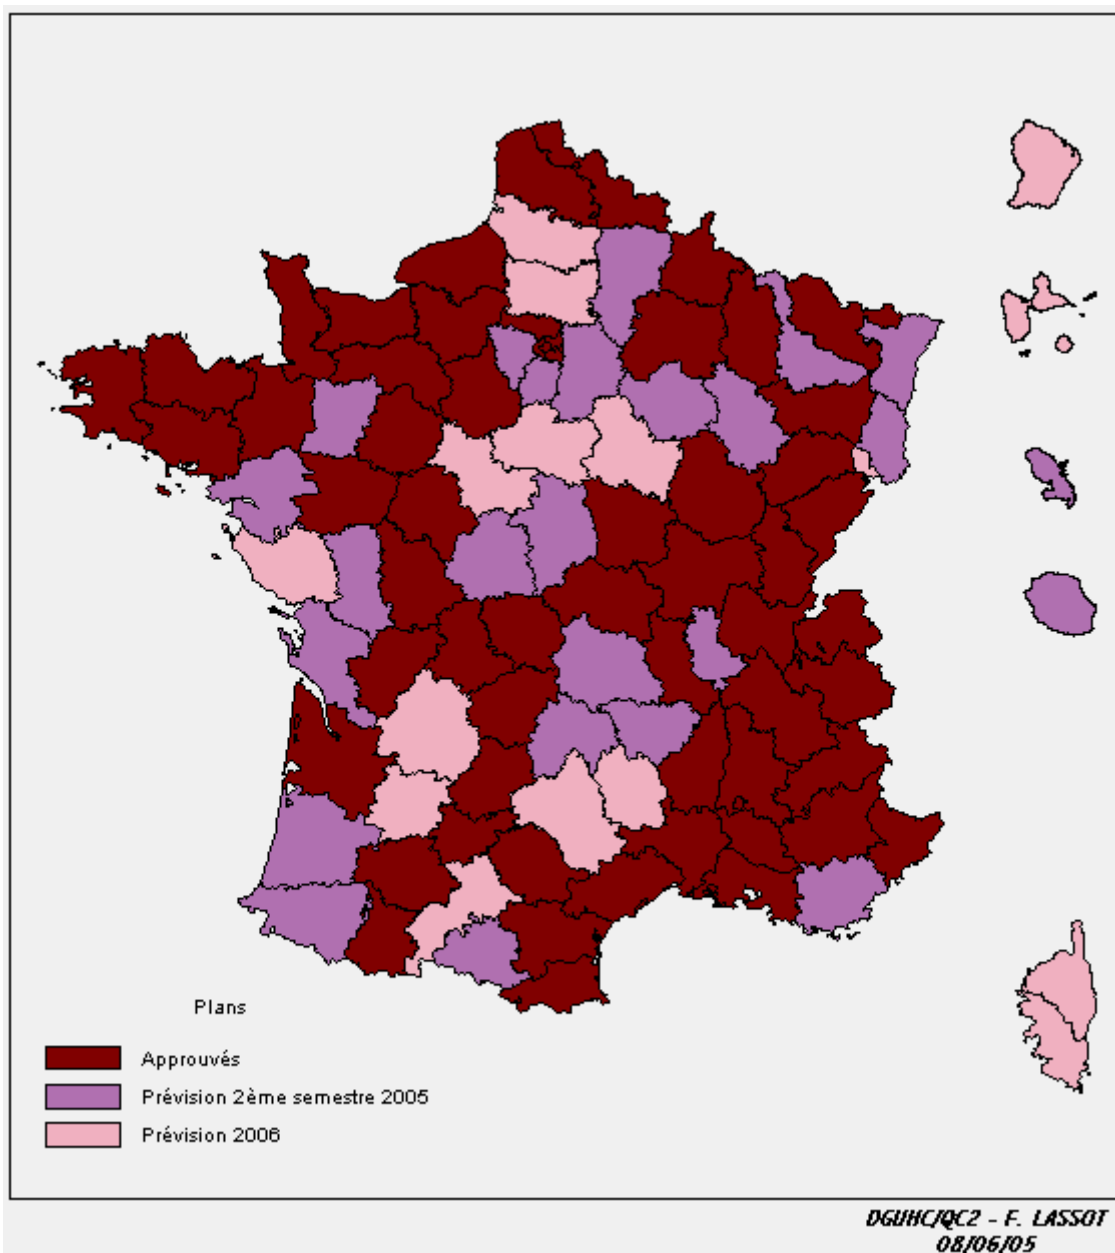 Plans
Approuvés
Prévision 2ème semestre 2005
Prévision 2006
DGUHC/QC2 - F. LASSOT
08/06/05